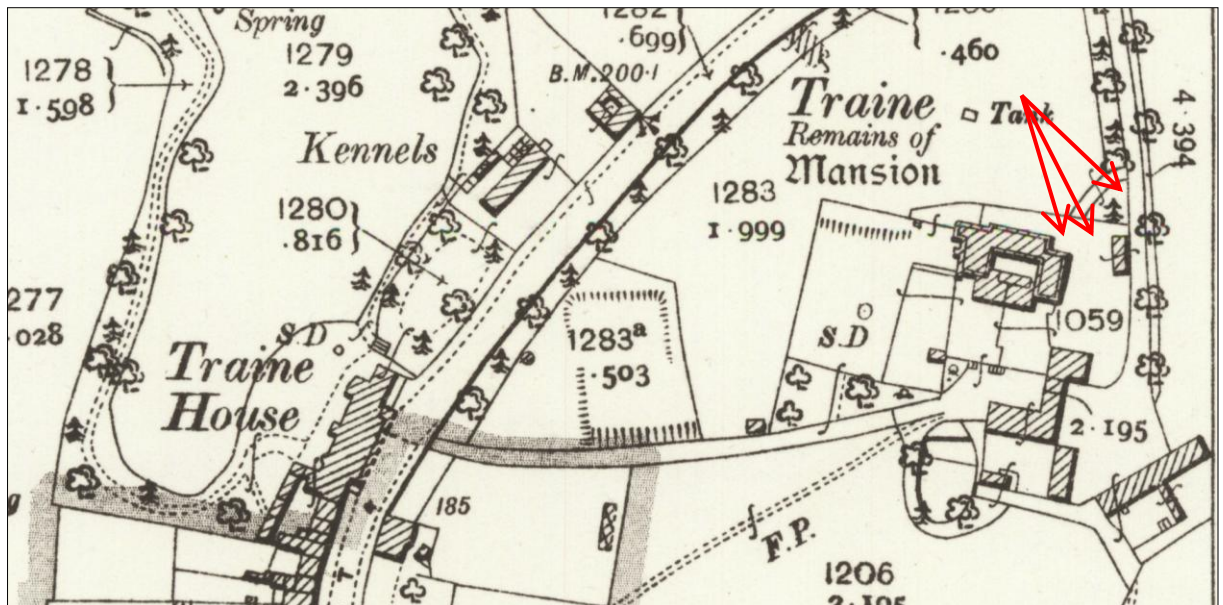 Spring
1278
1·598
1279
2·396
B.M. 200·1
1282
·699
·460
Traine
Remains of
Mansion
Tank
4·394
Kennels
1280
·816
1283
1·999
277
·028
S.D
Traine
House
1283a
·503
S.D
1059
2·195
185
F.P.
1206